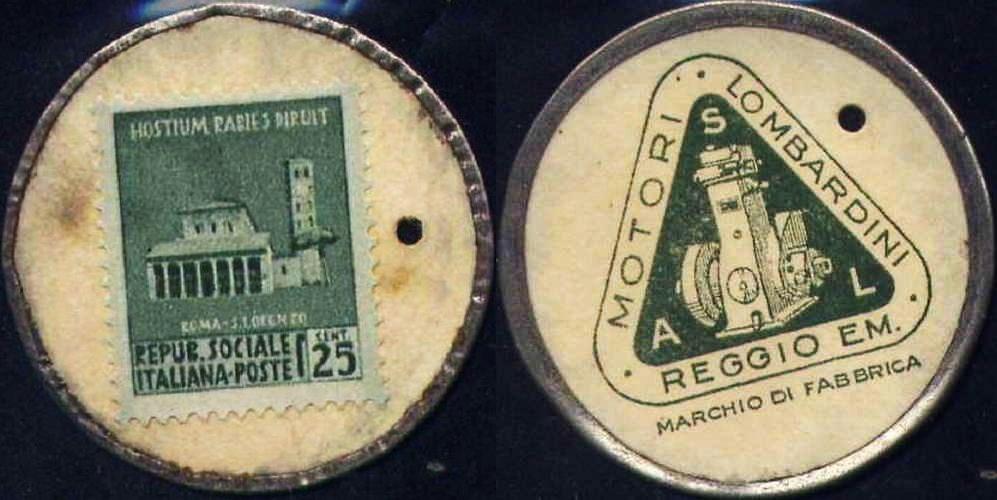 HOSTIUM RABIES DIRUIT
ROMA - S. LORENZO
REPUB. SOCIALE
ITALIANA-POSTE
CENT.
25
MOTORI LOMBARDINI
S
A L
REGGIO EM.
MARCHIO DI FABBRICA